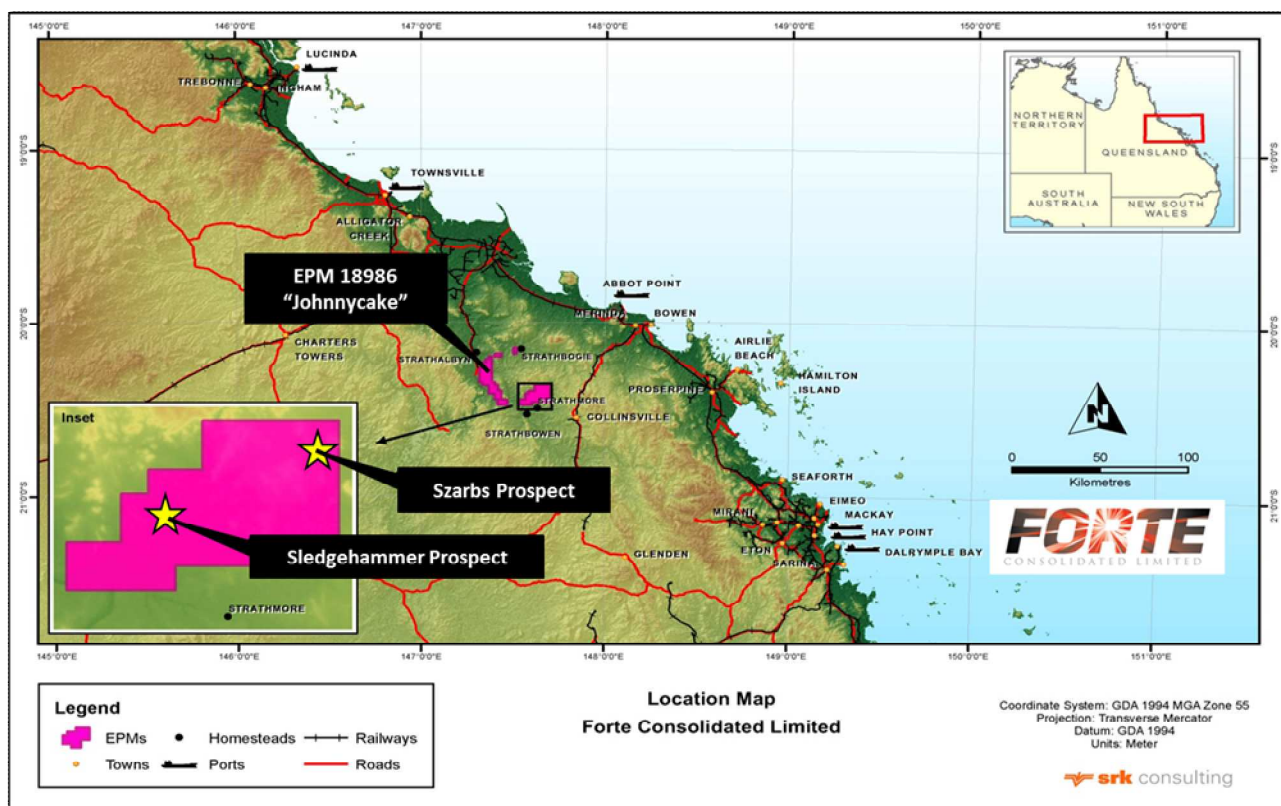 145°0'0"E
146°0'0"E
147°0'0"E
148°0'0"E
149°0'0"E
150°0'0"E
151°0'0"E
LUCINDA
TREBONNE
INGHAM
NORTHERN
TERRITORY
QUEENSLAND
SOUTH
AUSTRALIA
NEW SOUTH
WALES
19°0'0"S
19°0'0"S
TOWNSVILLE
ALLIGATOR
CREEK
EPM 18986
"Johnnycake"
ABBOT POINT
MERINDA
BOWEN
20°0'0"S
20°0'0"S
CHARTERS
TOWERS
STRATHALBYN
STRATHBOGIE
AIRLIE
BEACH
HAMILTON
ISLAND
PROSERPINE
STRATHMORE
COLLINSVILLE
STRATHBOWEN
N
0 50 100
Kilometres
Inset
Szarbs Prospect
Sledgehammer Prospect
STRATHMORE
21°0'0"S
21°0'0"S
SEAFORTH
EIMEO
MIRANI
MACKAY
HAY POINT
ETON
DALRYMPLE BAY
GLENDEN
SARINA
FORTE
CONSOLIDATED LIMITED
145°0'0"E
146°0'0"E
147°0'0"E
148°0'0"E
149°0'0"E
150°0'0"E
151°0'0"E
Legend
EPMs
Homesteads
Railways
Towns
Ports
Roads
Location Map
Forte Consolidated Limited
Coordinate System: GDA 1994 MGA Zone 55
Projection: Transverse Mercator
Datum: GDA 1994
Units: Meter
srk consulting